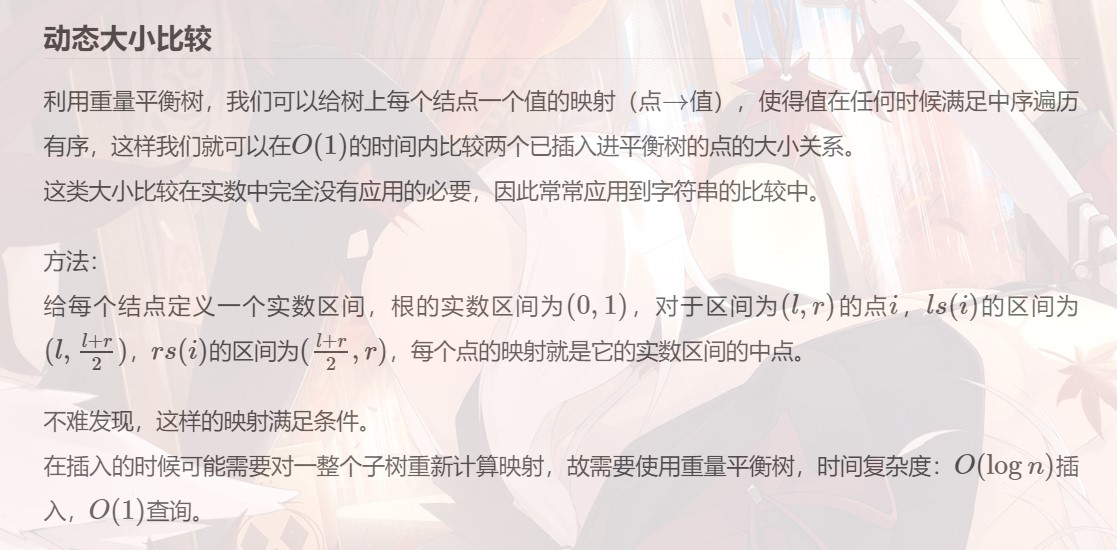 动态大小比较
利用重量平衡树，我们可以给树上每个结点一个值的映射（点→值），使得值在任何时候满足中序遍历
有序，这样我们就可以在O(1)的时间内比较两个已插入进平衡树的点的大小关系。
这类大小比较在实数中完全没有应用的必要，因此常常应用到字符串的比较中。
方法：
给每个结点定义一个实数区间，根的实数区间为(0, 1)，对于区间为(l, r)的点i，ls(i)的区间为
(l, \frac{l+r}{2})，rs(i)的区间为(\frac{l+r}{2}, r)，每个点的映射就是它的实数区间的中点。
不难发现，这样的映射满足条件。
在插入的时候可能需要对一整个子树重新计算映射，故需要使用重量平衡树，时间复杂度：O(log n)插
入，O(1)查询。